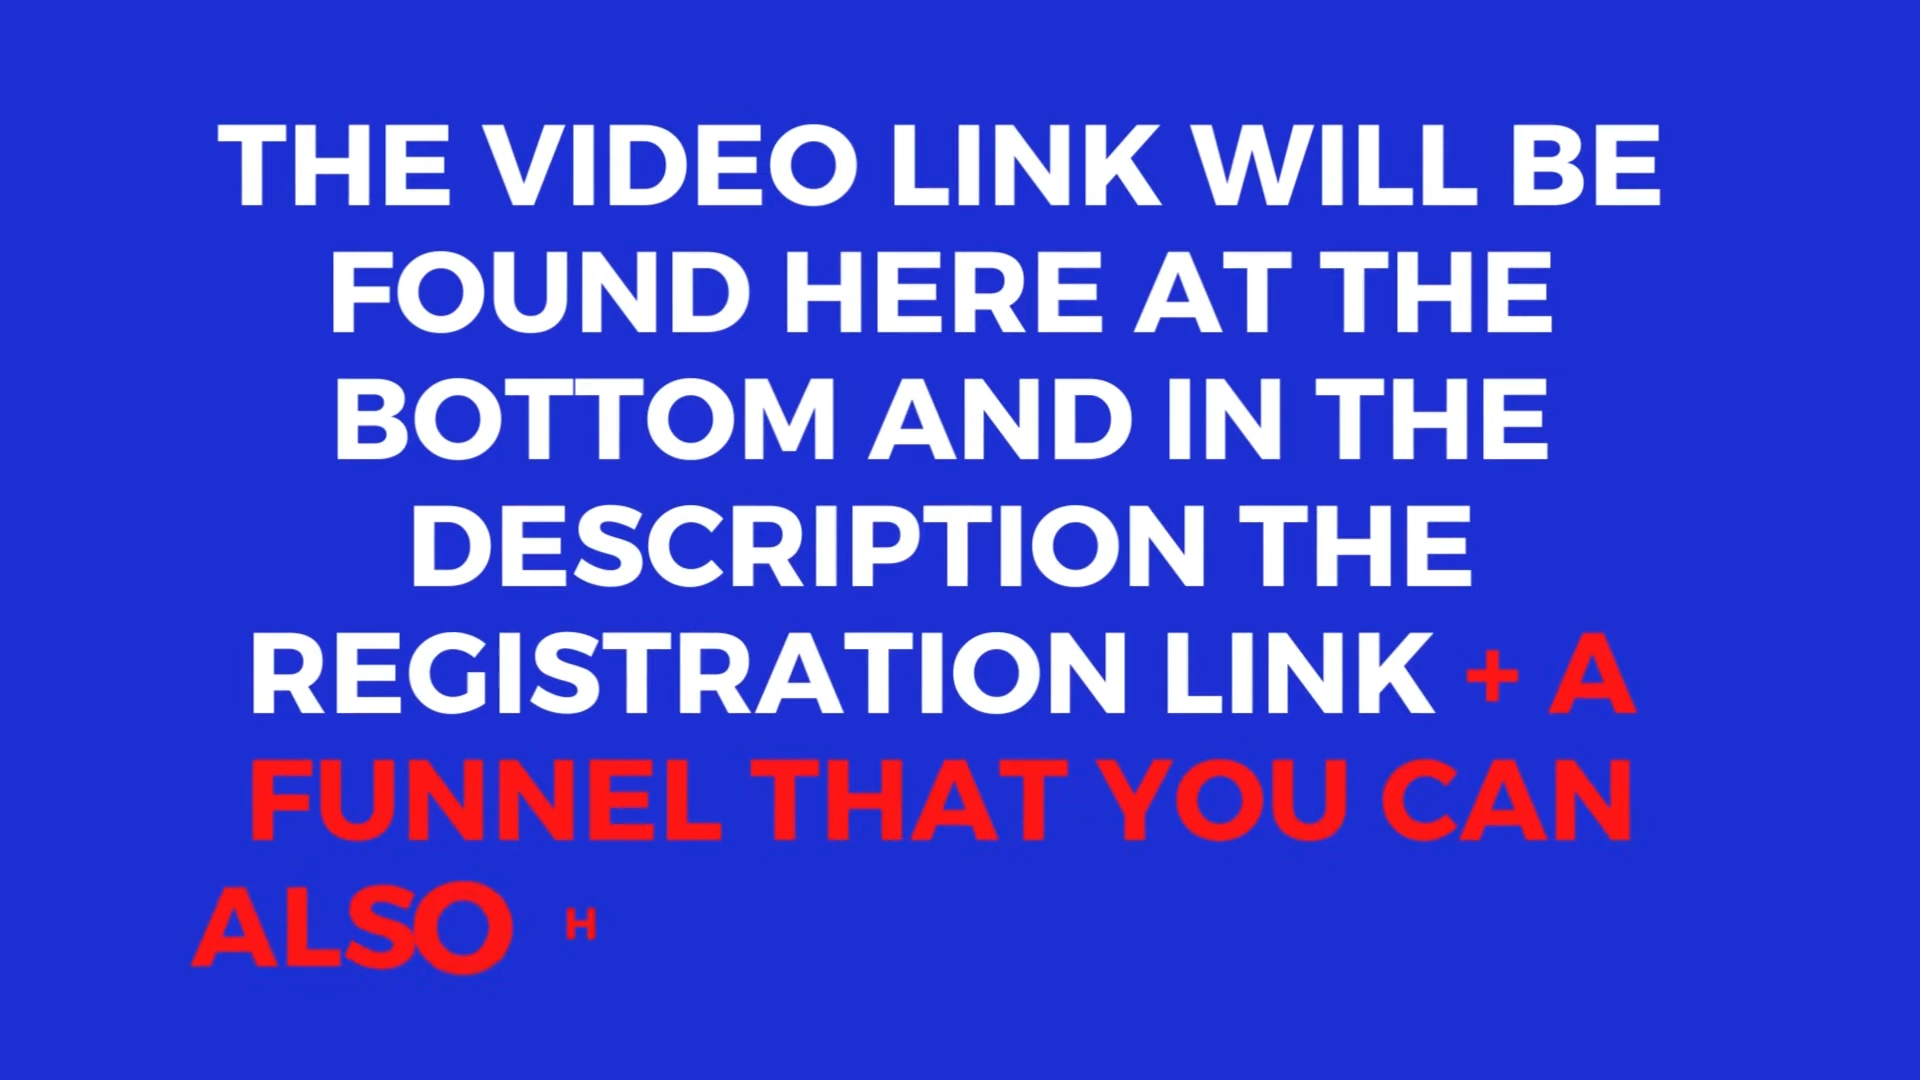 THE VIDEO LINK WILL BE
FOUND HERE AT THE
BOTTOM AND IN THE
DESCRIPTION THE
REGISTRATION LINK + A
FUNNEL THAT YOU CAN
ALSO H